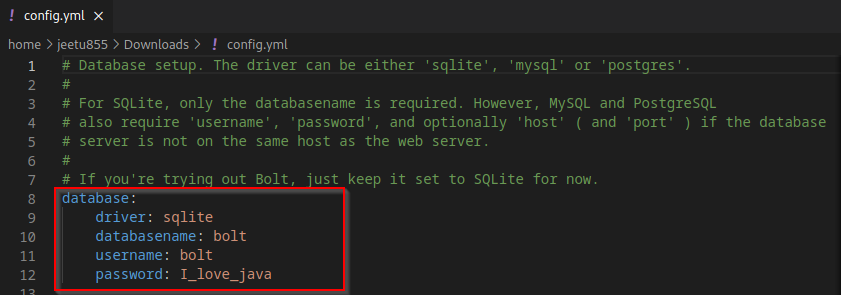 ! config.yml ×
home > jeetu855 > Downloads > ! config.yml
1 # Database setup. The driver can be either 'sqlite', 'mysql' or 'postgres'.
2 #
3 # For SQLite, only the databasename is required. However, MySQL and PostgreSQL
4 # also require 'username', 'password', and optionally 'host' ( and 'port' ) if the database
5 # server is not on the same host as the web server.
6 #
7 # If you're trying out Bolt, just keep it set to SQLite for now.
8 database:
9 driver: sqlite
10 databasename: bolt
11 username: bolt
12 password: I_love_java
13